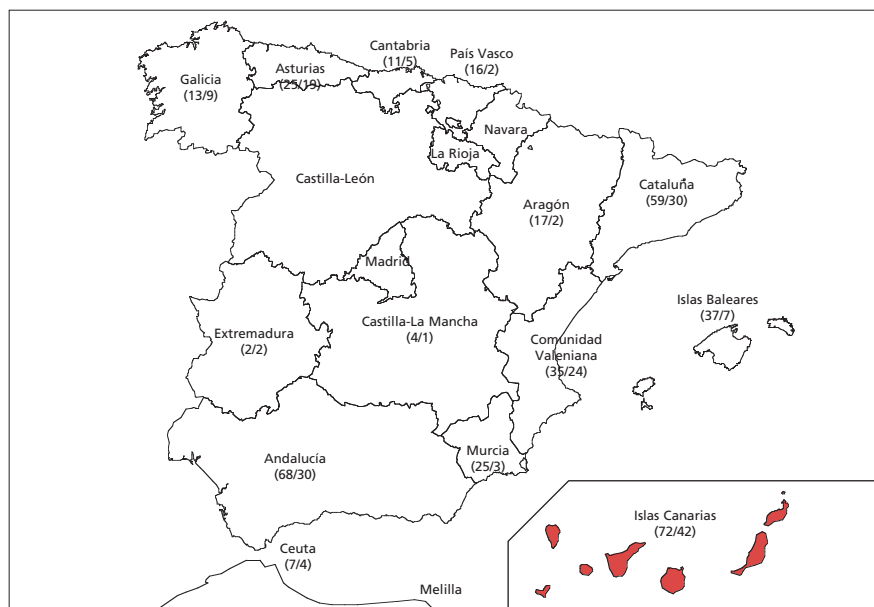 Cantabria
(11/5)
País Vasco
(16/2)
Asturias
(25/19)
Galicia
(13/9)
Navara
La Rioja
Castilla-León
Cataluña
(59/30)
Aragón
(17/2)
Madrid
Islas Baleares
(37/7)
Castilla-La Mancha
(4/1)
Extremadura
(2/2)
Comunidad
Valeniana
(35/24)
Andalucía
(68/30)
Murcia
(25/3)
Islas Canarias
(72/42)
Ceuta
(7/4)
Melilla